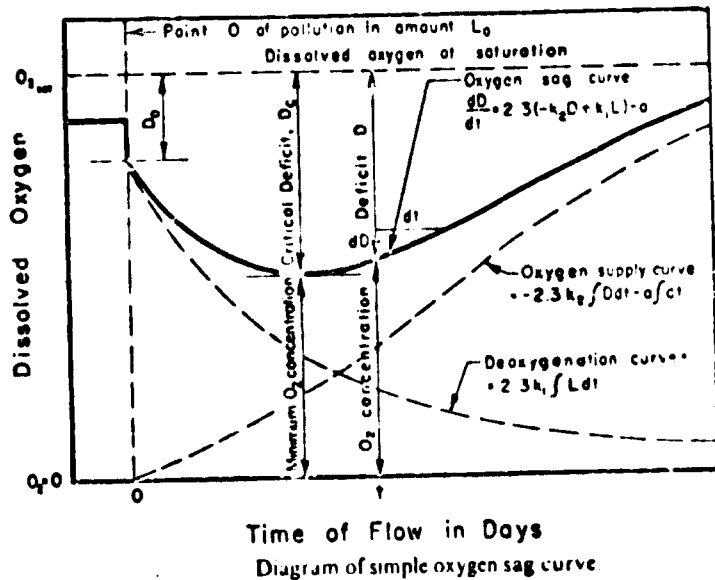 Point O of pollution in amount L₀
Dissolved oxygen at saturation
O₂ sat
Oxygen sag curve
dD/dt = 2.3(-k₂D + k₁L) - a
D₀
Critical Deficit, D_c
Deficit D
dt
dD
Dissolved Oxygen
Oxygen supply curve
= -2.3 k₂∫Ddt - a∫dt
Minimum O₂ concentration
O₂ concentration
Deoxygenation curve
= 2.3k₁∫Ldt
O₂=0
0
t
Time of Flow in Days
Diagram of simple oxygen sag curve